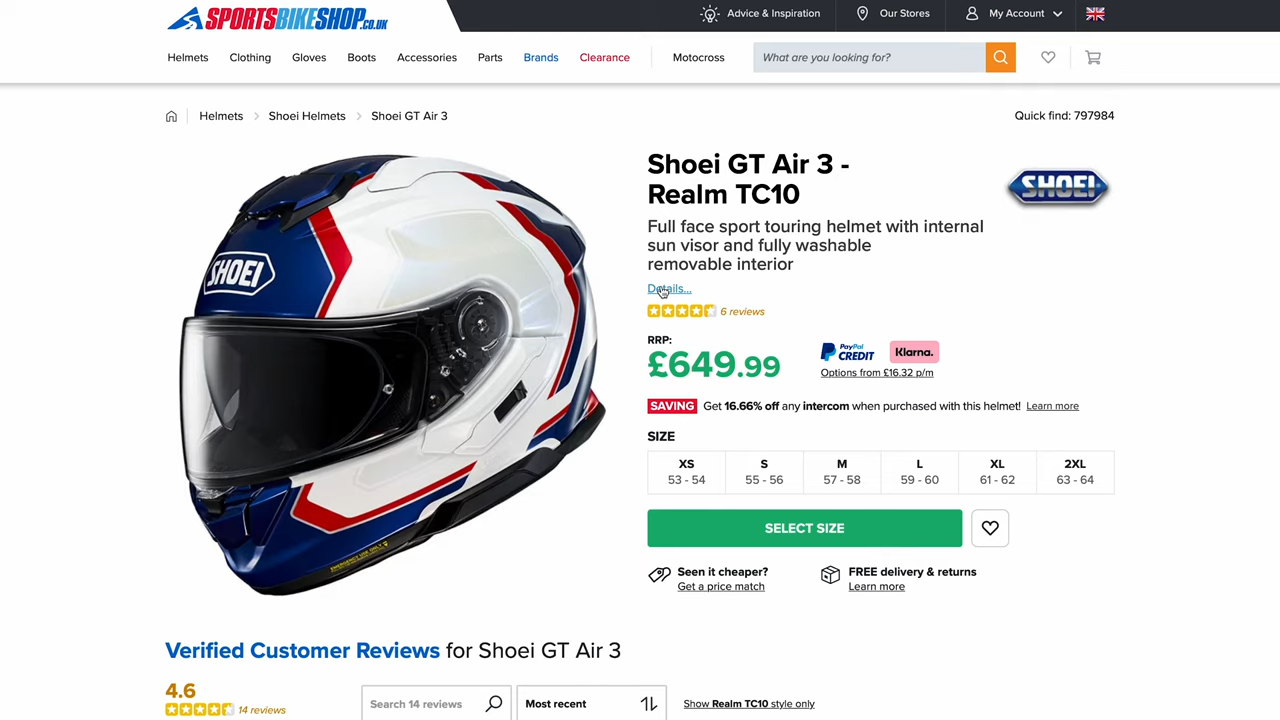 SPORTSBIKESHOP.CO.UK
Advice & Inspiration
Our Stores
My Account
Helmets
Clothing
Gloves
Boots
Accessories
Parts
Brands
Clearance
Motocross
What are you looking for?
Helmets
Shoei Helmets
Shoei GT Air 3
Quick find: 797984
Shoei GT Air 3 -
Realm TC10
SHOEI
Full face sport touring helmet with internal
sun visor and fully washable
removable interior
Details...
6 reviews
SHOEI
RRP:
£649.99
PayPal
CREDIT
Klarna.
Options from £16.32 p/m
SAVING Get 16.66% off any intercom when purchased with this helmet! Learn more
SIZE
XS
53 - 54
S
55 - 56
M
57 - 58
L
59 - 60
XL
61 - 62
2XL
63 - 64
SELECT SIZE
EMERGENCY USE ONLY
Seen it cheaper?
Get a price match
FREE delivery & returns
Learn more
Verified Customer Reviews for Shoei GT Air 3
4.6
14 reviews
Search 14 reviews
Most recent
Show Realm TC10 style only